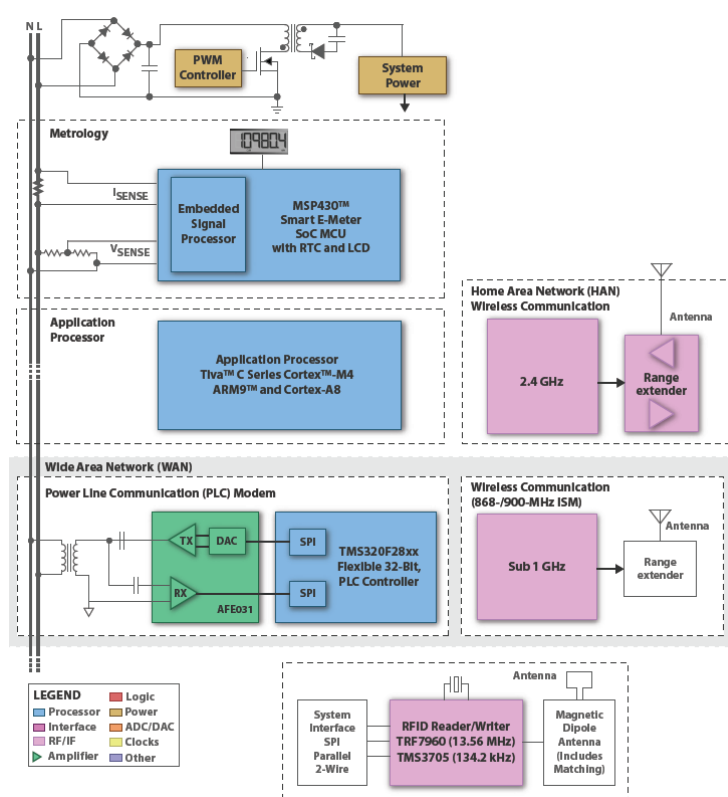 N L
PWM
Controller
System
Power
Metrology
109804
I SENSE
V SENSE
Embedded
Signal
Processor
MSP430™
Smart E-Meter
SoC MCU
with RTC and LCD
Application
Processor
Application Processor
Tiva™ C Series Cortex™-M4
ARM9™ and Cortex-A8
Home Area Network (HAN)
Wireless Communication
Antenna
2.4 GHz
Range
extender
Wide Area Network (WAN)
Power Line Communication (PLC) Modem
TX
DAC
RX
AFE031
SPI
SPI
TMS320F28xx
Flexible 32-Bit,
PLC Controller
Wireless Communication
(868-/900-MHz ISM)
Antenna
Sub 1 GHz
Range
extender
LEGEND
Processor
Interface
RF/IF
Amplifier
Logic
Power
ADC/DAC
Clocks
Other
Antenna
System
Interface
SPI
Parallel
2-Wire
RFID Reader/Writer
TRF7960 (13.56 MHz)
TMS3705 (134.2 kHz)
Magnetic
Dipole
Antenna
(Includes
Matching)